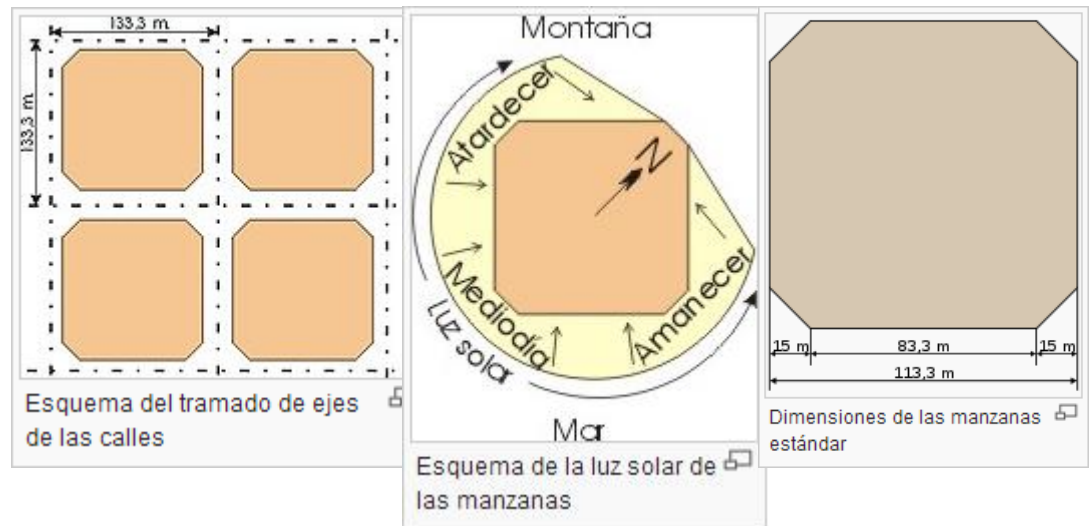 133,3 m.
133,3 m.
Esquema del tramado de ejes
de las calles
Montaña
Atardecer
N
Mediodía
Amanecer
Luz solar
Mar
Esquema de la luz solar de
las manzanas
15 m
83,3 m
15 m
113,3 m
Dimensiones de las manzanas
estándar